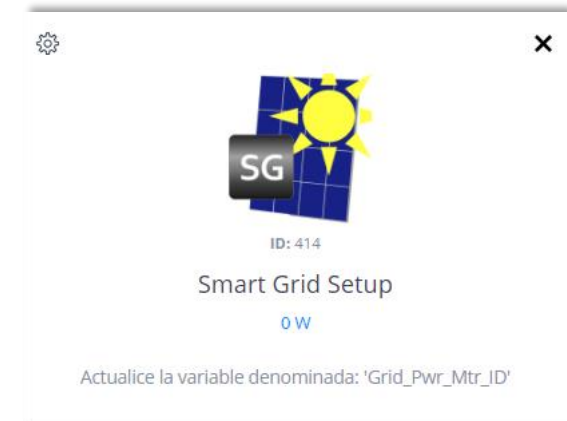 SG
ID: 414
Smart Grid Setup
0 W
Actualice la variable denominada: 'Grid_Pwr_Mtr_ID'